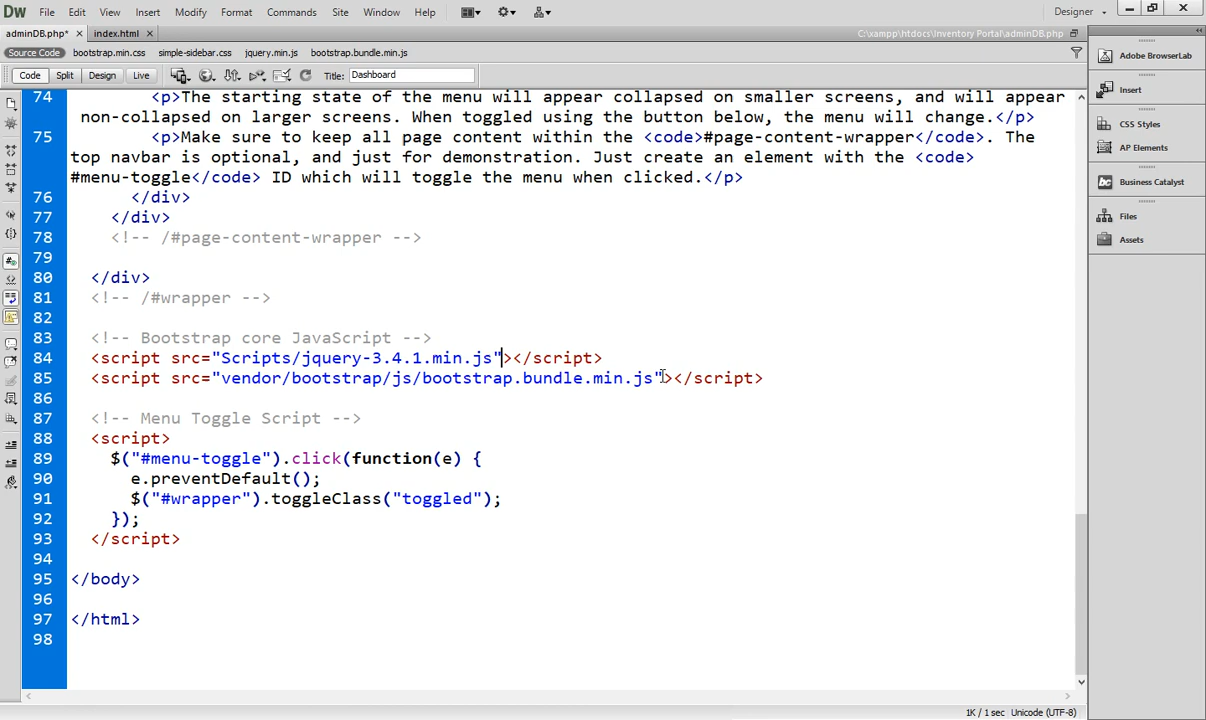 DW File Edit View Insert Modify Format Commands Site Window Help Designer
adminDB.php* × index.html × C:\xampp\htdocs\Inventory Portal\adminDB.php
Source Code bootstrap.min.css simple-sidebar.css jquery.min.js bootstrap.bundle.min.js
Code Split Design Live Title: Dashboard
74 <p>The starting state of the menu will appear collapsed on smaller screens, and will appear
non-collapsed on larger screens. When toggled using the button below, the menu will change.</p>
75 <p>Make sure to keep all page content within the <code>#page-content-wrapper</code>. The
top navbar is optional, and just for demonstration. Just create an element with the <code>
#menu-toggle</code> ID which will toggle the menu when clicked.</p>
76 </div>
77 </div>
78 <!-- /#page-content-wrapper -->
79
80 </div>
81 <!-- /#wrapper -->
82
83 <!-- Bootstrap core JavaScript -->
84 <script src="Scripts/jquery-3.4.1.min.js"></script>
85 <script src="vendor/bootstrap/js/bootstrap.bundle.min.js"></script>
86
87 <!-- Menu Toggle Script -->
88 <script>
89 $("#menu-toggle").click(function(e) {
90 e.preventDefault();
91 $("#wrapper").toggleClass("toggled");
92 });
93 </script>
94
95 </body>
96
97 </html>
98
Adobe BrowserLab
Insert
CSS Styles
AP Elements
Business Catalyst
Files
Assets
1K / 1 sec Unicode (UTF-8)